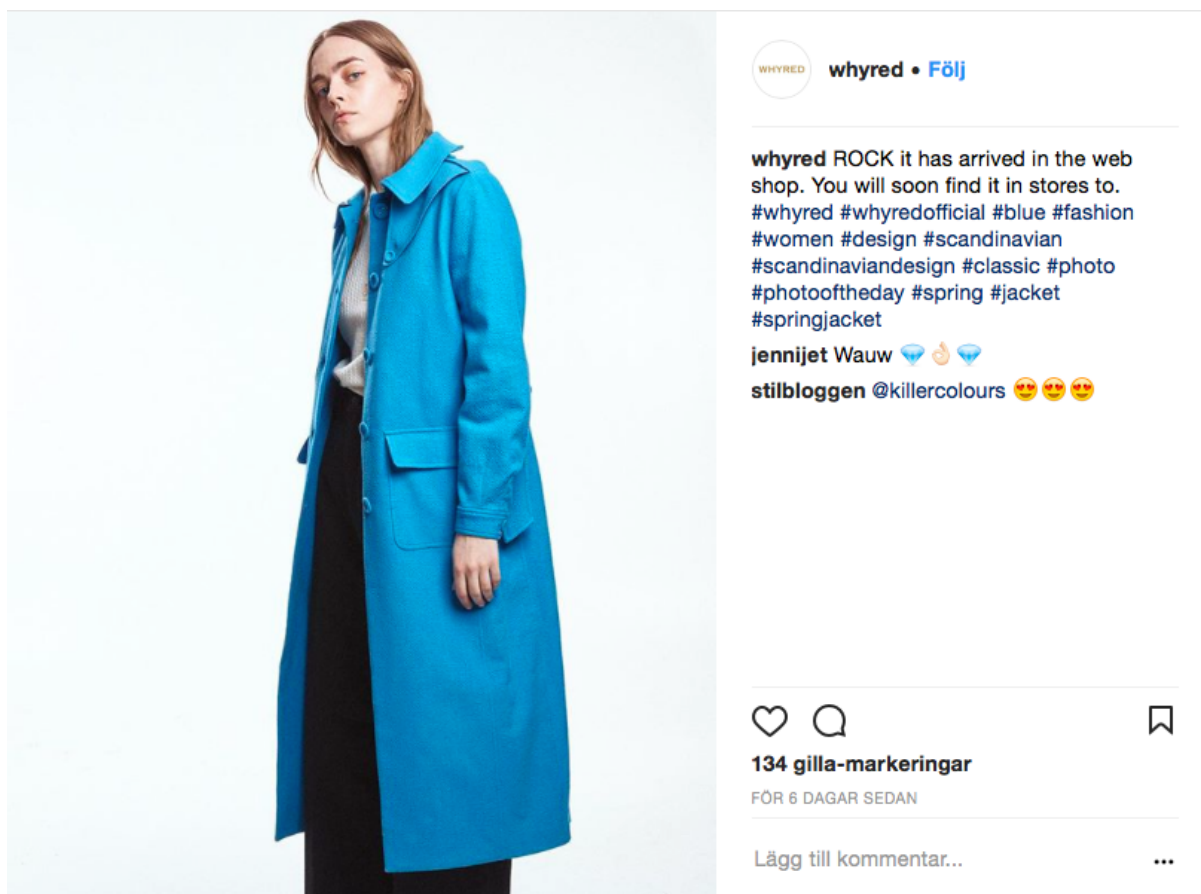 WHYRED
whyred • Följ
whyred ROCK it has arrived in the web
shop. You will soon find it in stores to.
#whyred #whyredofficial #blue #fashion
#women #design #scandinavian
#scandinaviandesign #classic #photo
#photooftheday #spring #jacket
#springjacket
jennijet Wauw 💎👌🏻💎
stilbloggen @killercolours 😍😍😍
134 gilla-markeringar
FÖR 6 DAGAR SEDAN
Lägg till kommentar...